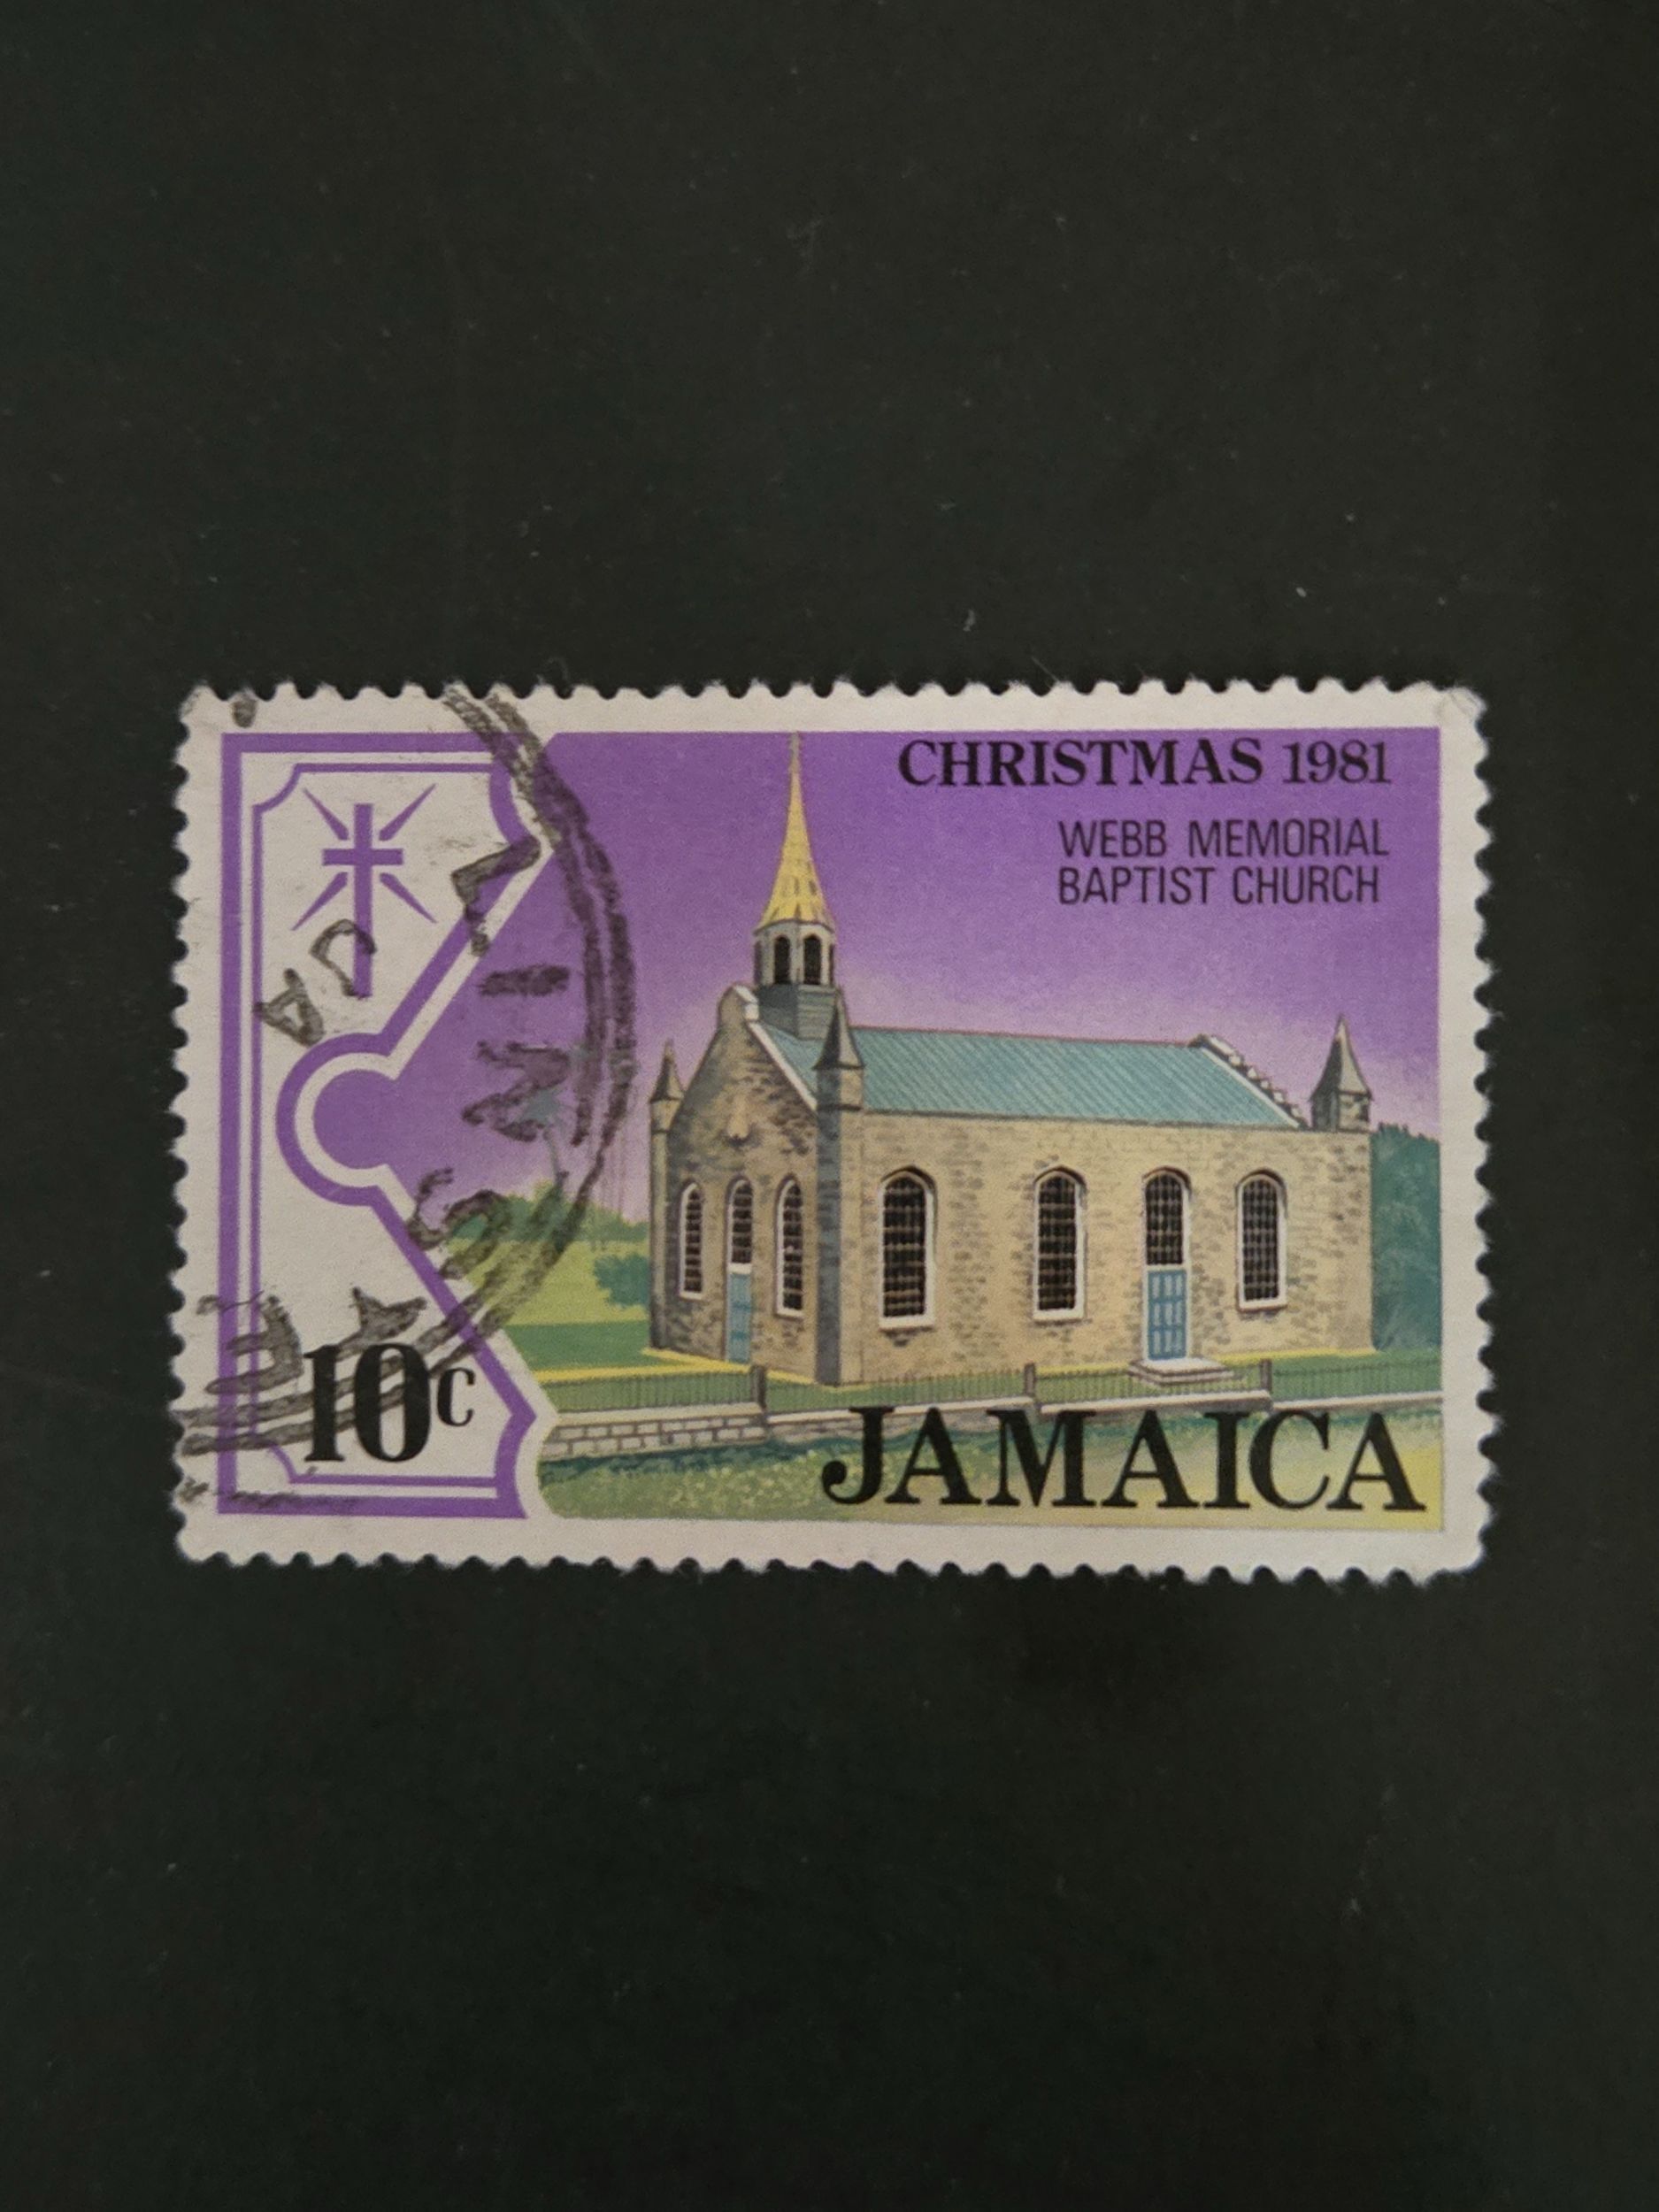 CHRISTMAS 1981
WEBB MEMORIAL
BAPTIST CHURCH
10c
JAMAICA